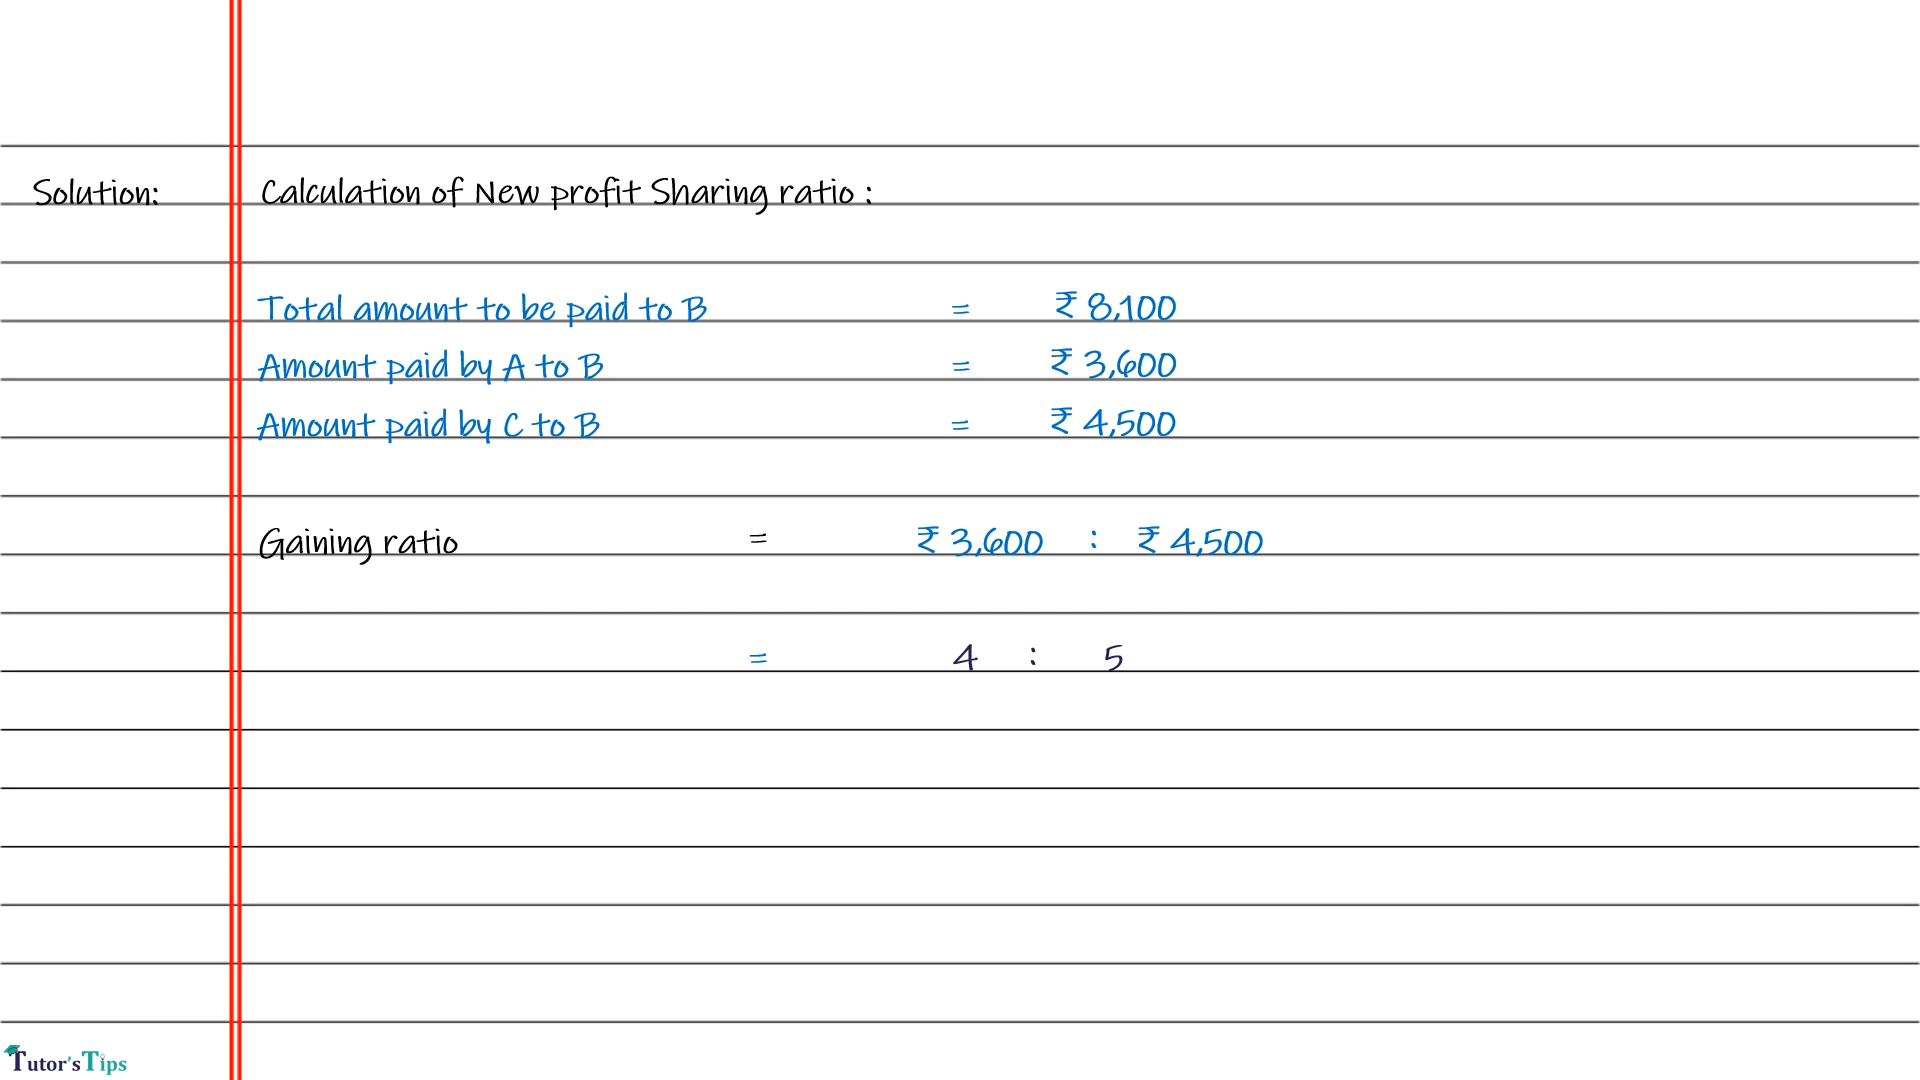 Solution: Calculation of New profit Sharing ratio :
Total amount to be paid to B = ₹ 8,100
Amount paid by A to B = ₹ 3,600
Amount paid by C to B = ₹ 4,500
Gaining ratio = ₹ 3,600 : ₹ 4,500
= 4 : 5
Tutor'sTips